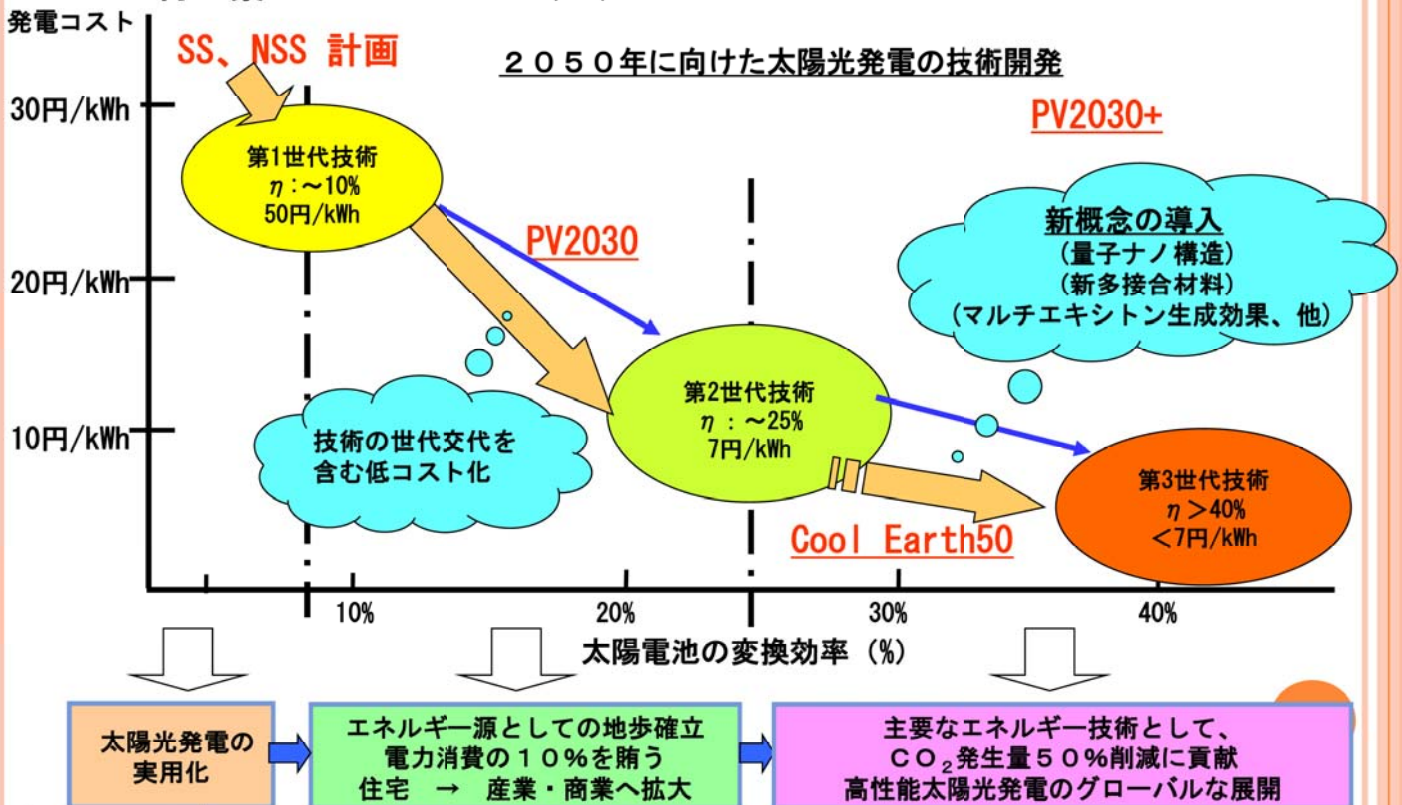 発電コスト
SS、NSS 計画
２０５０年に向けた太陽光発電の技術開発
30円/kWh
PV2030+
第1世代技術
η：～10%
50円/kWh
新概念の導入
(量子ナノ構造)
(新多接合材料)
(マルチエキシトン生成効果、他)
PV2030
20円/kWh
第2世代技術
η ： ～25%
7円/kWh
10円/kWh
技術の世代交代を
含む低コスト化
第3世代技術
η ＞40%
＜7円/kWh
Cool Earth50
10%
20%
30%
40%
太陽電池の変換効率 (%)
太陽光発電の
実用化
エネルギー源としての地歩確立
電力消費の１０％を賄う
住宅 → 産業・商業へ拡大
主要なエネルギー技術として、
ＣＯ₂発生量５０％削減に貢献
高性能太陽光発電のグローバルな展開